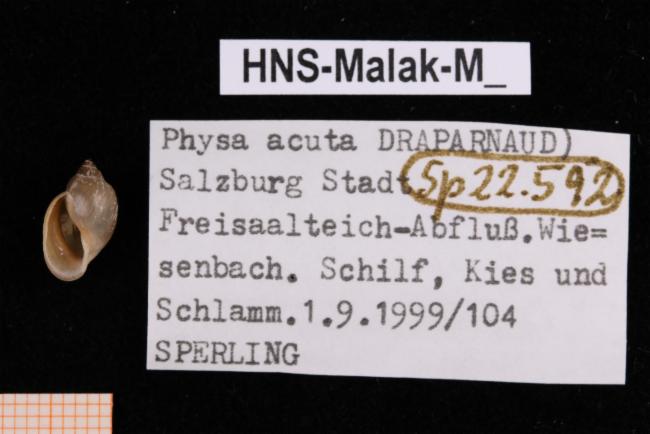 HNS-Malak-M_
Physa acuta DRAPARNAUD)
Salzburg Stadt Sp22.592
Freisaalteich-Abfluß.Wie=
senbach. Schilf, Kies und
Schlamm.1.9.1999/104
SPERLING